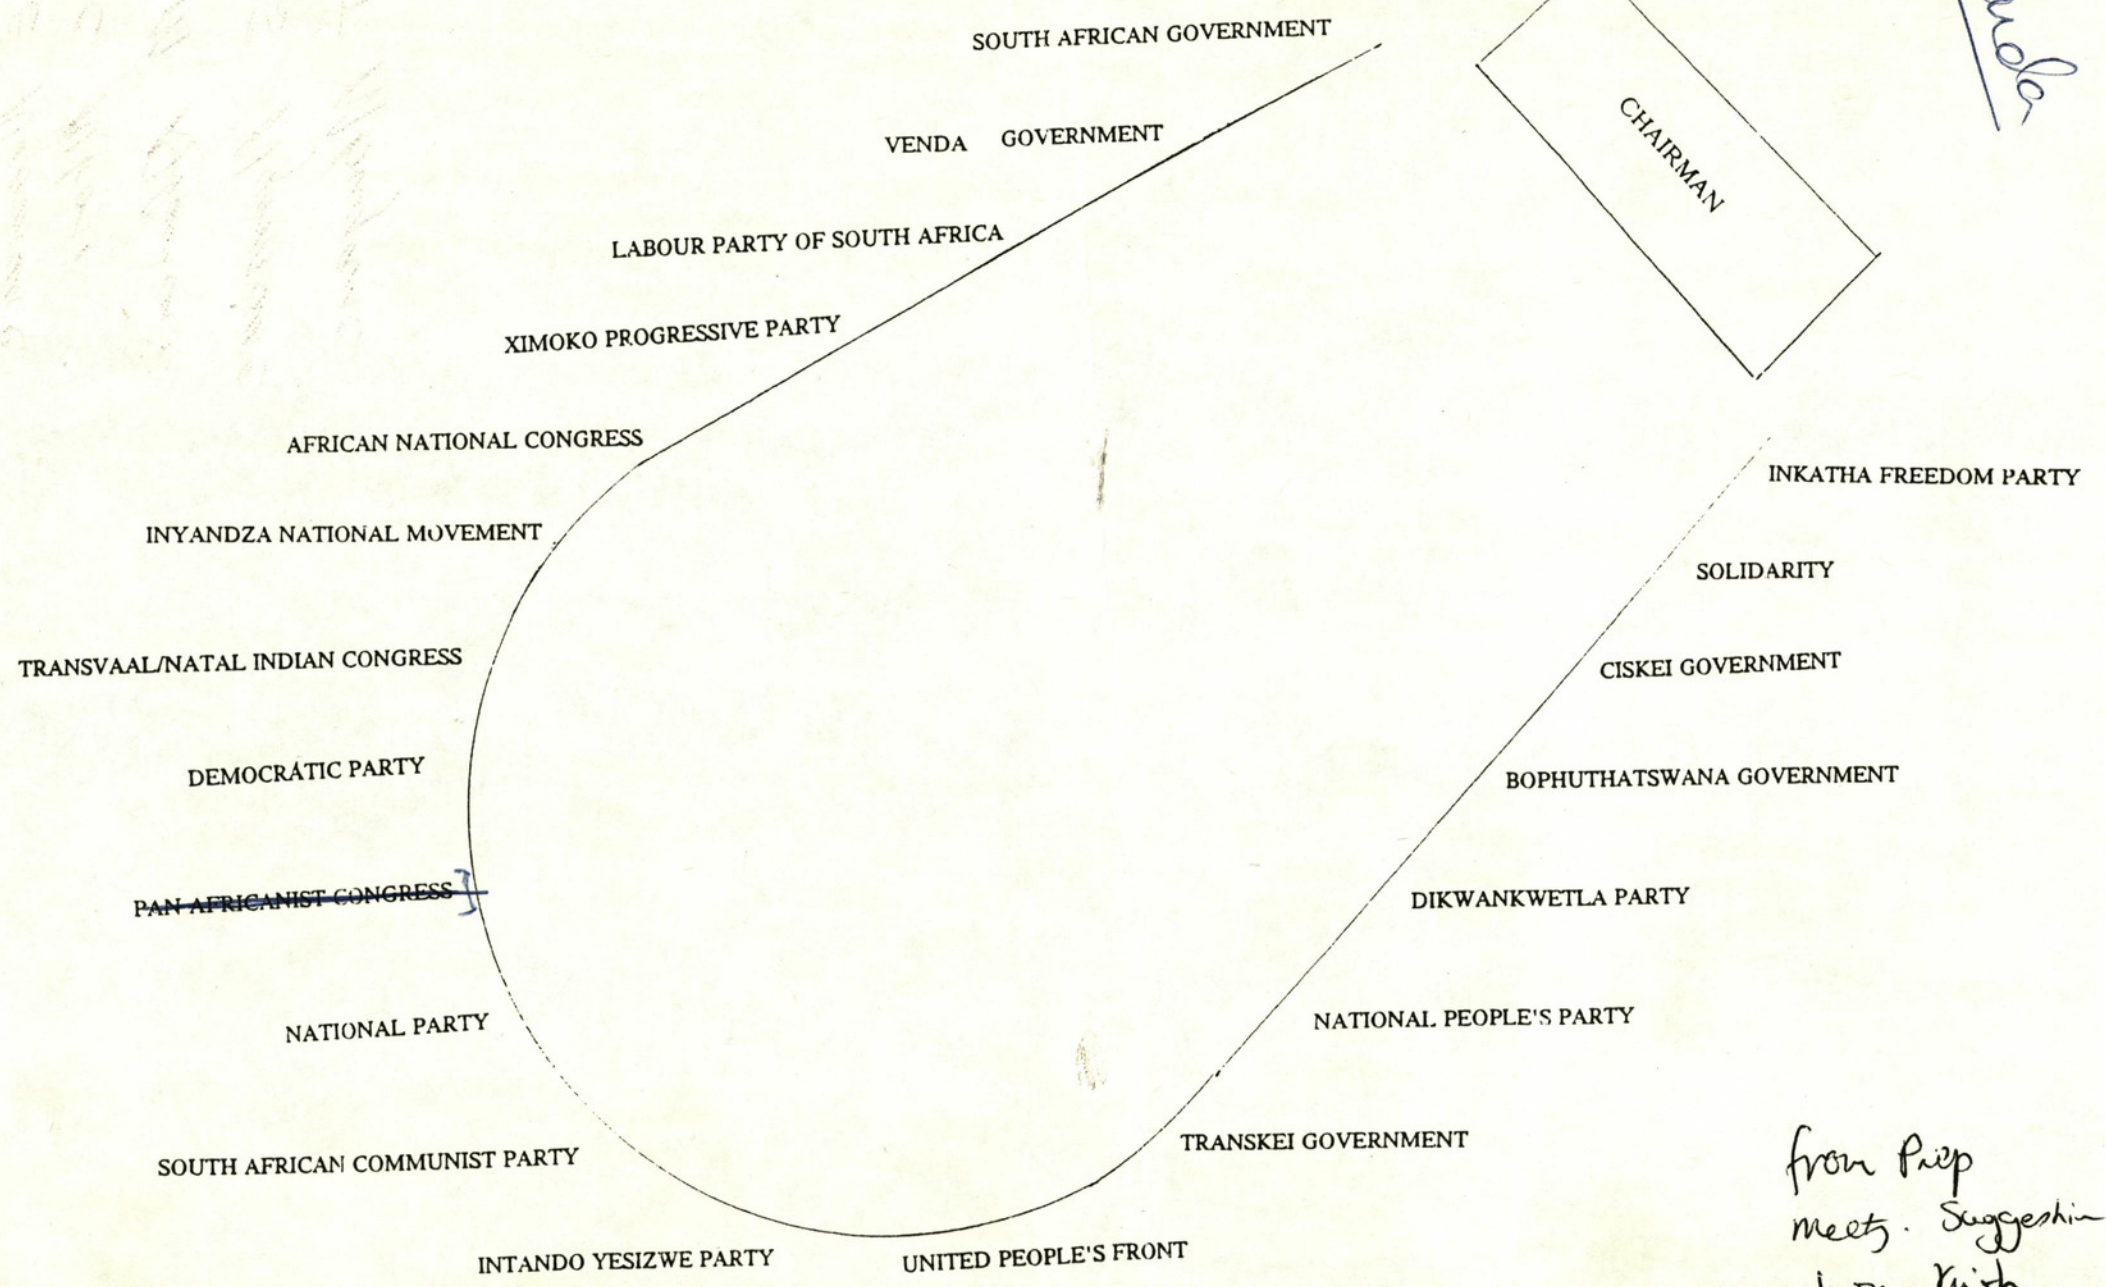 SOUTH AFRICAN GOVERNMENT
VENDA GOVERNMENT
LABOUR PARTY OF SOUTH AFRICA
XIMOKO PROGRESSIVE PARTY
AFRICAN NATIONAL CONGRESS
INYANDZA NATIONAL MOVEMENT
TRANSVAAL/NATAL INDIAN CONGRESS
DEMOCRATIC PARTY
PAN AFRICANIST CONGRESS
NATIONAL PARTY
SOUTH AFRICAN COMMUNIST PARTY
INTANDO YESIZWE PARTY
UNITED PEOPLE'S FRONT
TRANSKEI GOVERNMENT
NATIONAL PEOPLE'S PARTY
DIKWANKWETLA PARTY
BOPHUTHATSWANA GOVERNMENT
CISKEI GOVERNMENT
SOLIDARITY
INKATHA FREEDOM PARTY
CHAIRMAN
from Prep
Meetg. Suggestion